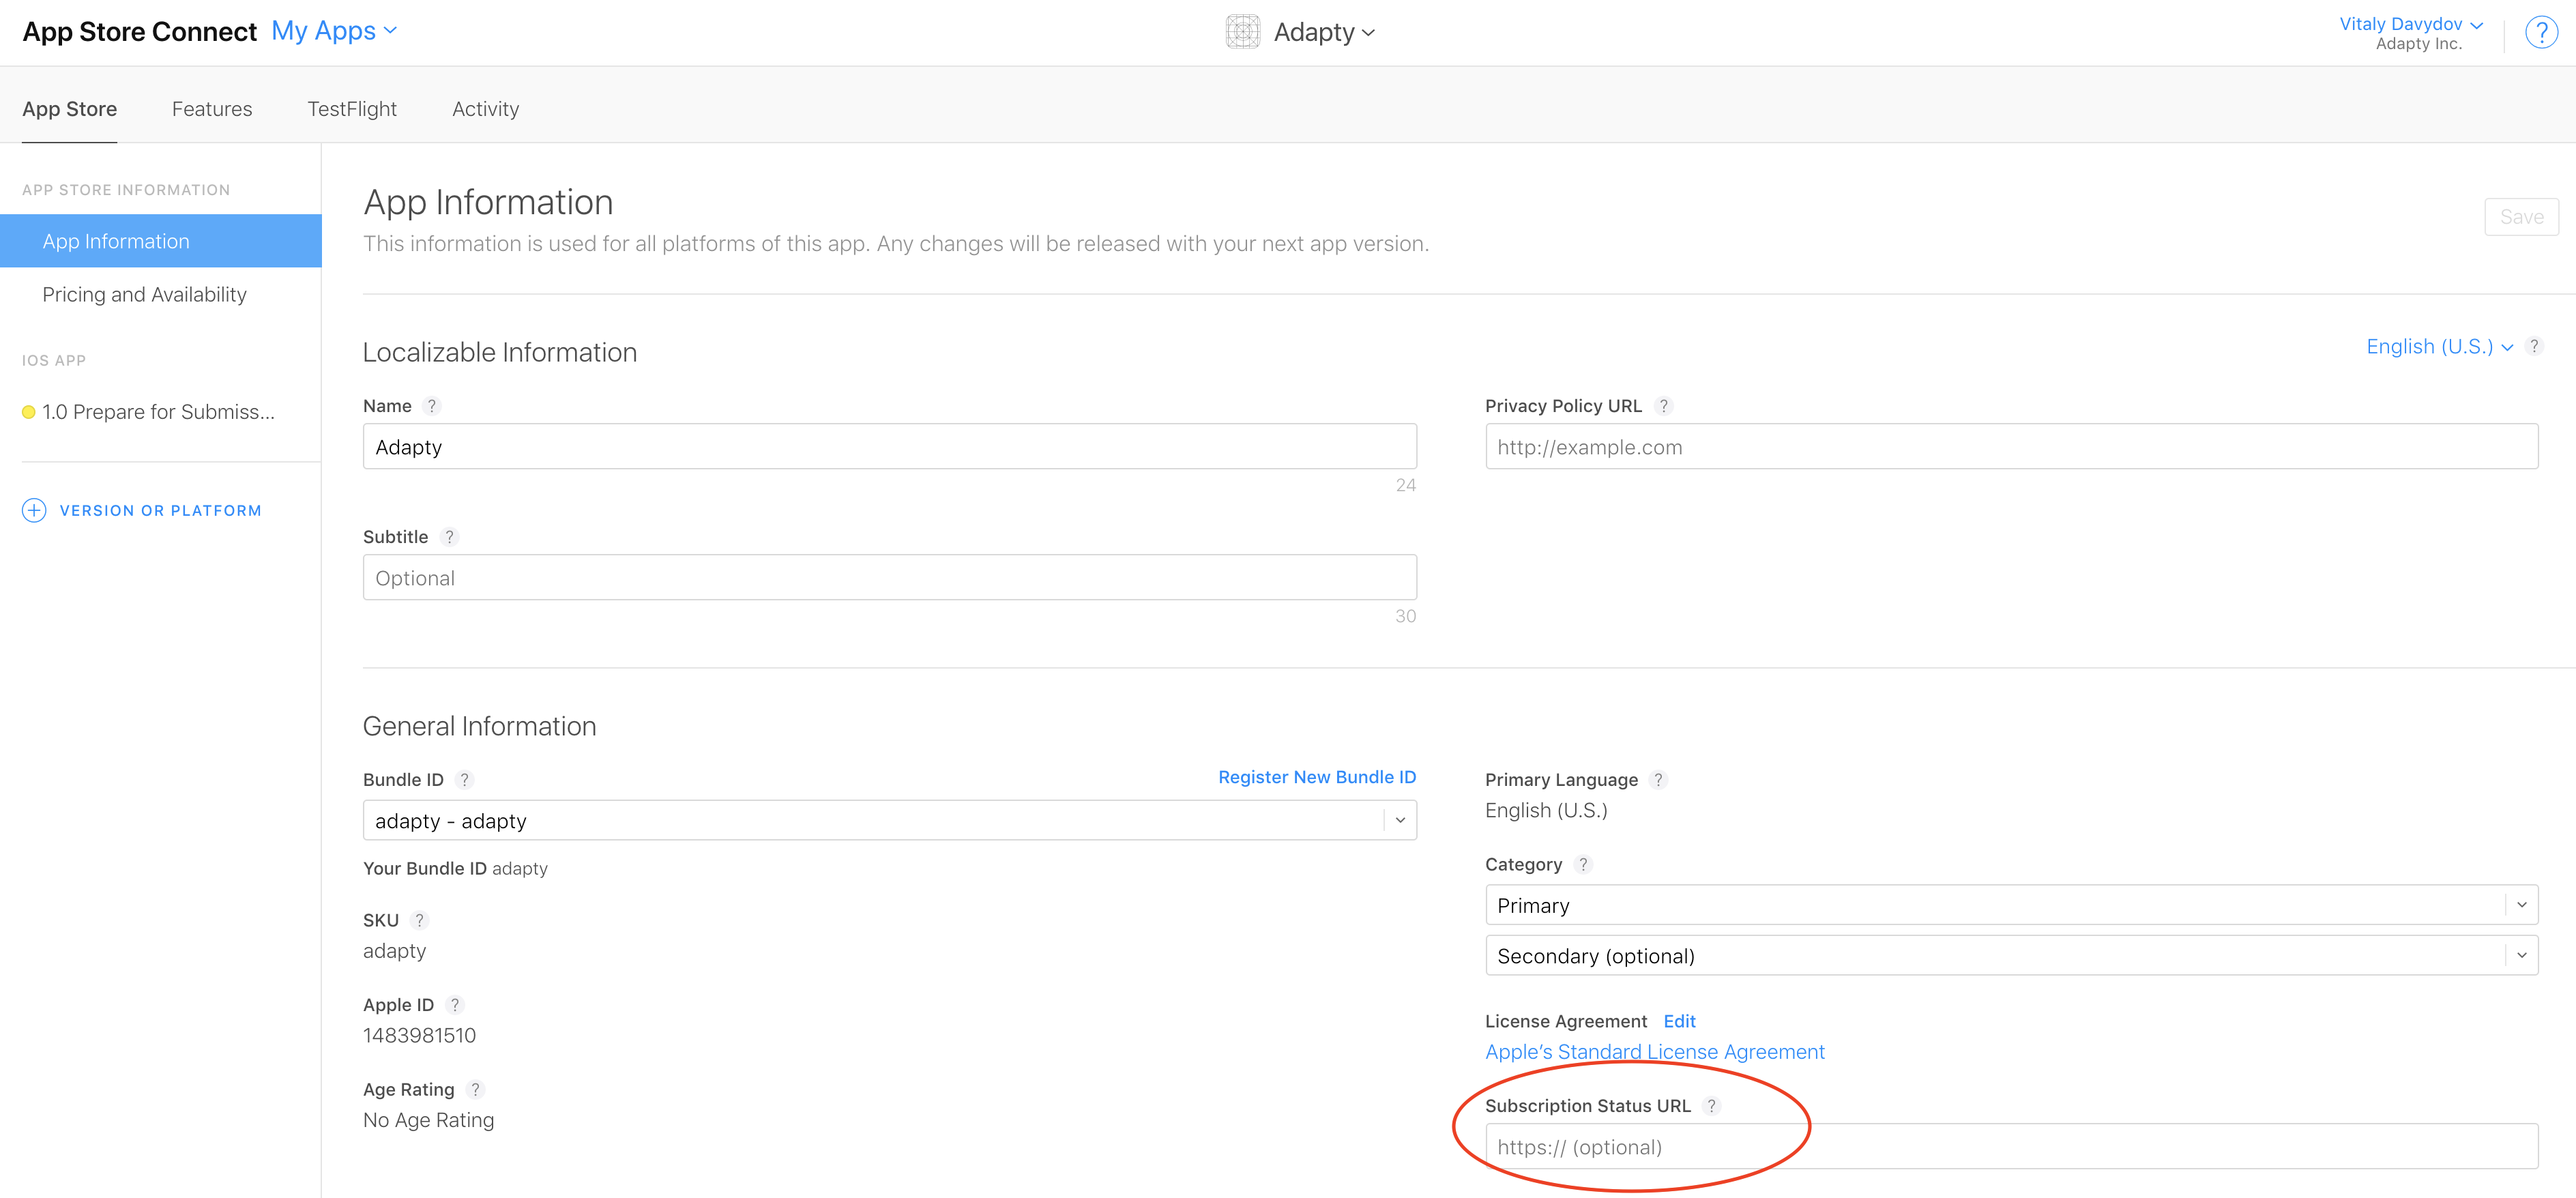 App Store Connect My Apps
Adapty
Vitaly Davydov
Adapty Inc.
?
App Store Features TestFlight Activity
APP STORE INFORMATION
App Information
Pricing and Availability
IOS APP
1.0 Prepare for Submiss...
VERSION OR PLATFORM
App Information
This information is used for all platforms of this app. Any changes will be released with your next app version.
Save
Localizable Information
English (U.S.) ?
Name ?
Adapty
24
Privacy Policy URL ?
http://example.com
Subtitle ?
Optional
30
General Information
Bundle ID ? Register New Bundle ID
adapty - adapty
Your Bundle ID adapty
SKU ?
adapty
Apple ID ?
1483981510
Age Rating ?
No Age Rating
Primary Language ?
English (U.S.)
Category ?
Primary
Secondary (optional)
License Agreement Edit
Apple’s Standard License Agreement
Subscription Status URL ?
https:// (optional)